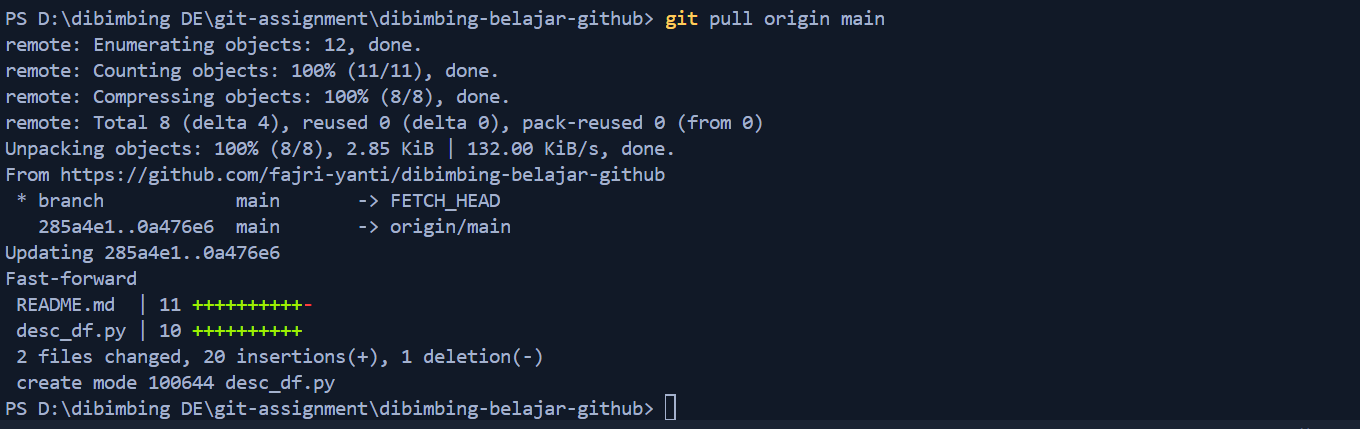 PS D:\dibimbing DE\git-assignment\dibimbing-belajar-github> git pull origin main
remote: Enumerating objects: 12, done.
remote: Counting objects: 100% (11/11), done.
remote: Compressing objects: 100% (8/8), done.
remote: Total 8 (delta 4), reused 0 (delta 0), pack-reused 0 (from 0)
Unpacking objects: 100% (8/8), 2.85 KiB | 132.00 KiB/s, done.
From https://github.com/fajri-yanti/dibimbing-belajar-github
 * branch            main       -> FETCH_HEAD
   285a4e1..0a476e6  main       -> origin/main
Updating 285a4e1..0a476e6
Fast-forward
 README.md  | 11 ++++++++++-
 desc_df.py | 10 ++++++++++
 2 files changed, 20 insertions(+), 1 deletion(-)
 create mode 100644 desc_df.py
PS D:\dibimbing DE\git-assignment\dibimbing-belajar-github>